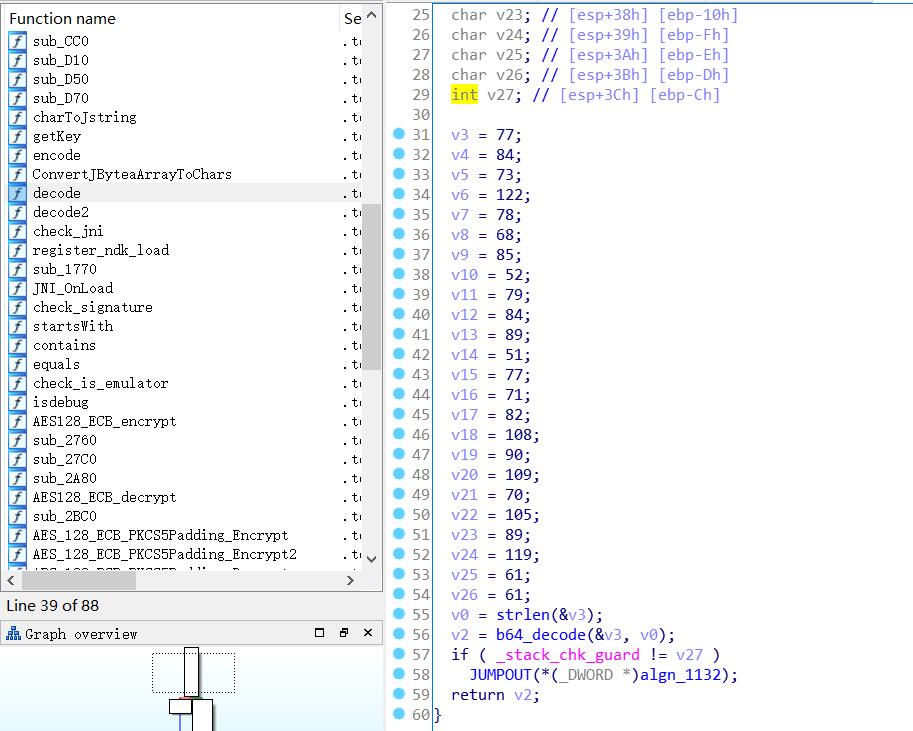 Function name
Se
sub_CC0
.t
sub_D10
.t
sub_D50
.t
sub_D70
.t
charToJstring
.t
getKey
.t
encode
.t
ConvertJByteaArrayToChars
.t
decode
.t
decode2
.t
check_jni
.t
register_ndk_load
.t
sub_1770
.t
JNI_OnLoad
.t
check_signature
.t
startsWith
.t
contains
.t
equals
.t
check_is_emulator
.t
isdebug
.t
AES128_ECB_encrypt
.t
sub_2760
.t
sub_27C0
.t
sub_2A80
.t
AES128_ECB_decrypt
.t
sub_2BC0
.t
AES_128_ECB_PKCS5Padding_Encrypt
.t
AES_128_ECB_PKCS5Padding_Encrypt2
.t
Line 39 of 88
Graph overview
25 char v23; // [esp+38h] [ebp-10h]
26 char v24; // [esp+39h] [ebp-Fh]
27 char v25; // [esp+3Ah] [ebp-Eh]
28 char v26; // [esp+3Bh] [ebp-Dh]
29 int v27; // [esp+3Ch] [ebp-Ch]
30
31 v3 = 77;
32 v4 = 84;
33 v5 = 73;
34 v6 = 122;
35 v7 = 78;
36 v8 = 68;
37 v9 = 85;
38 v10 = 52;
39 v11 = 79;
40 v12 = 84;
41 v13 = 89;
42 v14 = 51;
43 v15 = 77;
44 v16 = 71;
45 v17 = 82;
46 v18 = 108;
47 v19 = 90;
48 v20 = 109;
49 v21 = 70;
50 v22 = 105;
51 v23 = 89;
52 v24 = 119;
53 v25 = 61;
54 v26 = 61;
55 v0 = strlen(&v3);
56 v2 = b64_decode(&v3, v0);
57 if ( _stack_chk_guard != v27 )
58 JUMPOUT(*(_DWORD *)algn_1132);
59 return v2;
60 }